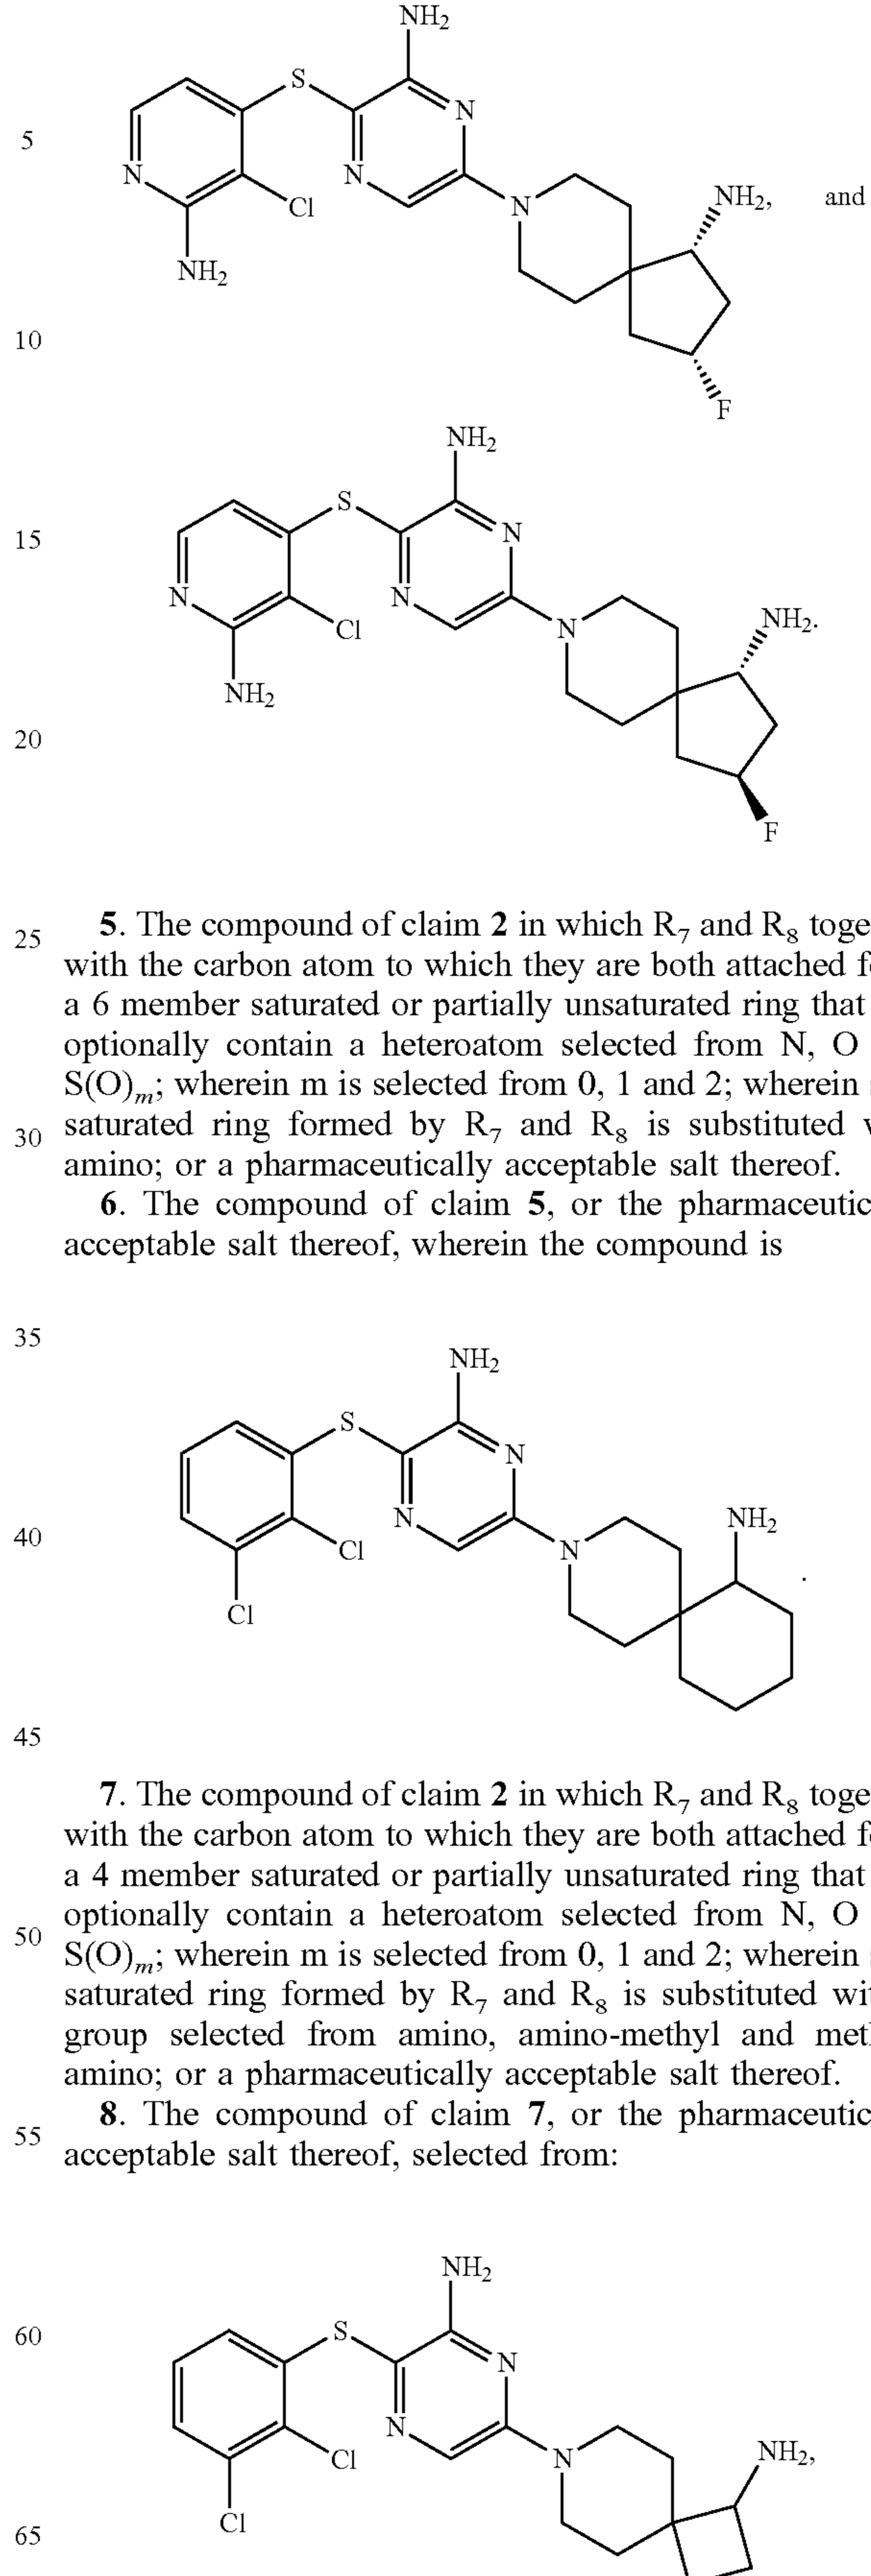 NH2
S
N
5
N
N
Cl
N
NH2, and
NH2
10
F
NH2
S
15
N
N
N
Cl
N
NH2.
NH2
20
F
25
5. The compound of claim 2 in which R7 and R8
with the carbon atom to which they are both attached
a 6 member saturated or partially unsaturated ring that
optionally contain a heteroatom selected from N, O
S(O)m; wherein m is selected from 0, 1 and 2; wherein
30 saturated ring formed by R7 and R8 is substituted
amino; or a pharmaceutically acceptable salt thereof.
6. The compound of claim 5, or the
acceptable salt thereof, wherein the compound is
35
NH2
S
N
N
40
Cl
N
NH2
.
Cl
45
7. The compound of claim 2 in which R7 and R8
with the carbon atom to which they are both attached
a 4 member saturated or partially unsaturated ring that
50 optionally contain a heteroatom selected from N, O
S(O)m; wherein m is selected from 0, 1 and 2; wherein
saturated ring formed by R7 and R8 is substituted
group selected from amino, amino-methyl and
amino; or a pharmaceutically acceptable salt thereof.
55
8. The compound of claim 7, or the
acceptable salt thereof, selected from:
NH2
60
S
N
N
Cl
N
NH2,
Cl
65